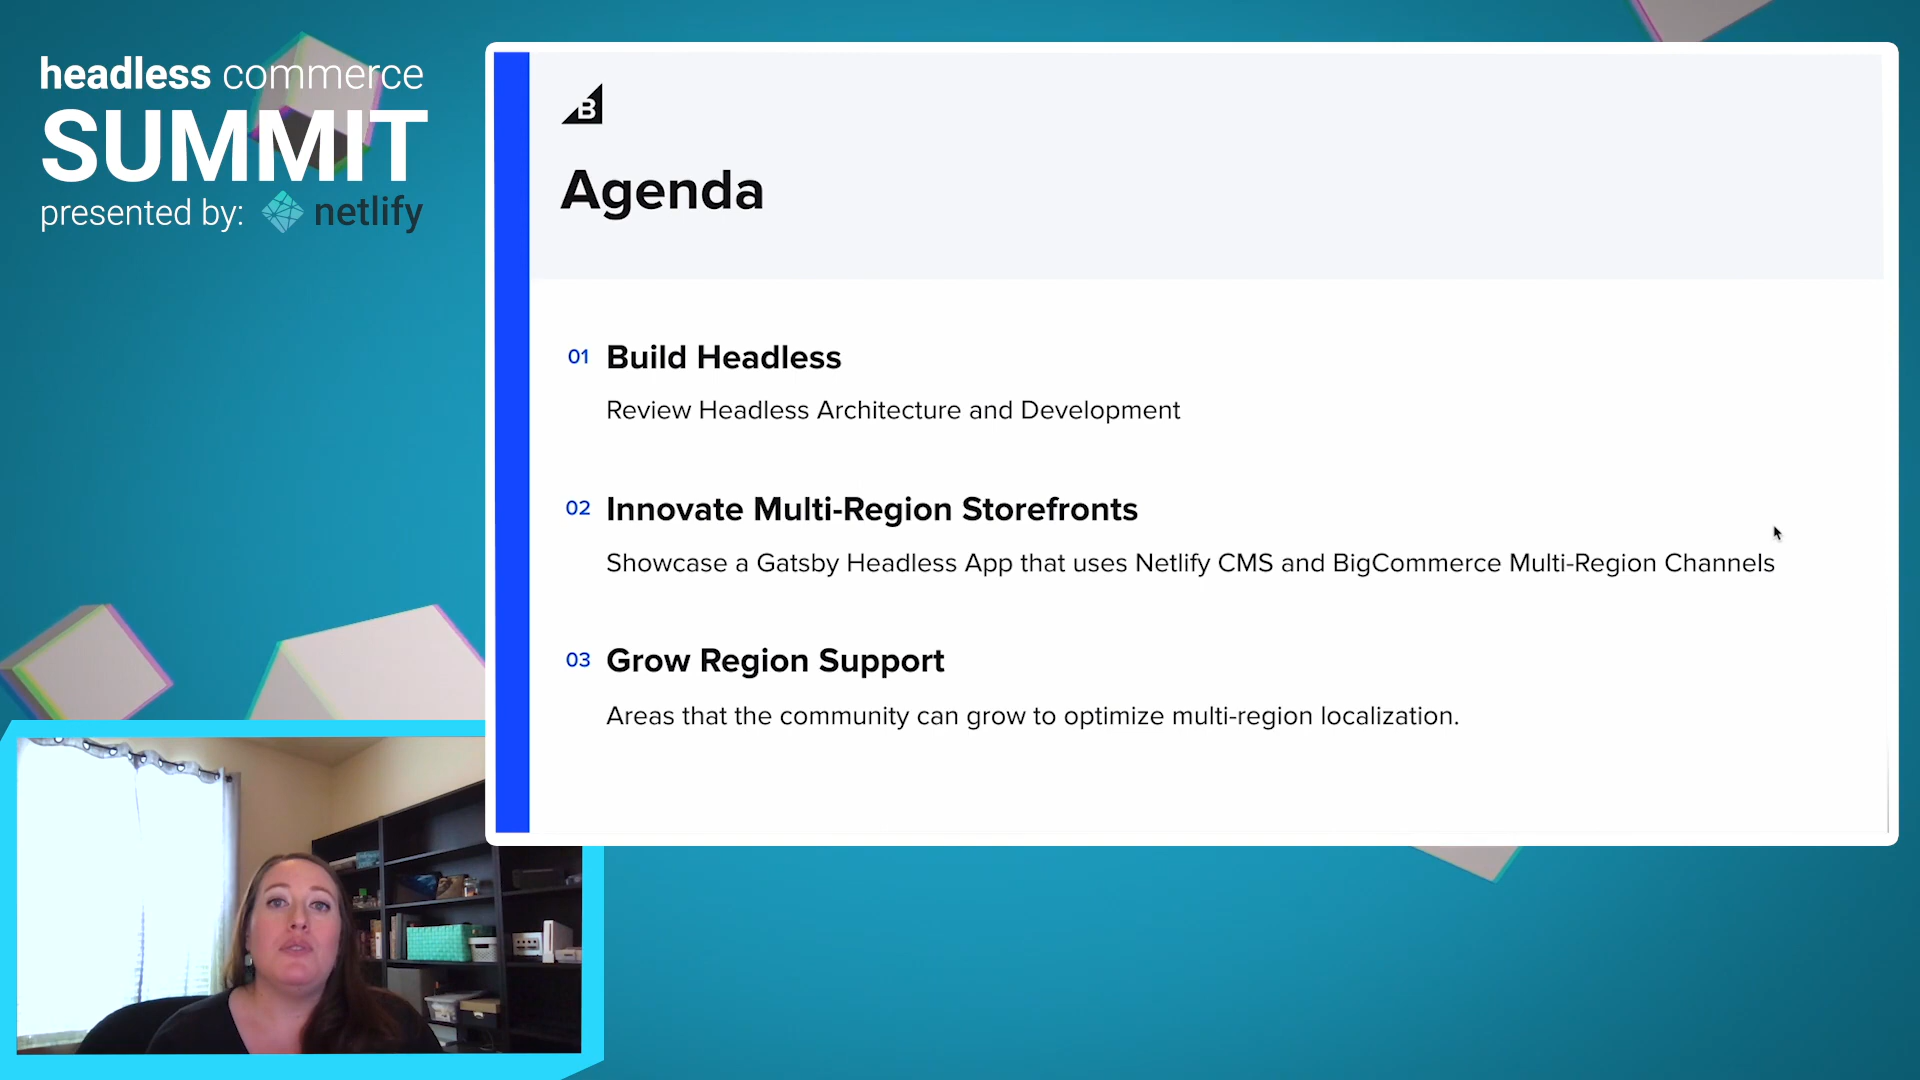 headless commerce
SUMMIT
presented by: netlify
B
Agenda
01 Build Headless
Review Headless Architecture and Development
02 Innovate Multi-Region Storefronts
Showcase a Gatsby Headless App that uses Netlify CMS and BigCommerce Multi-Region Channels
03 Grow Region Support
Areas that the community can grow to optimize multi-region localization.